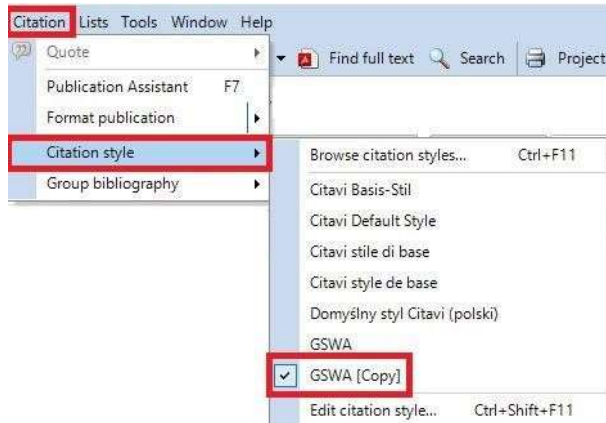 Citation Lists Tools Window Help
Quote
Publication Assistant F7
Format publication
Citation style
Group bibliography
Find full text Search Project
Browse citation styles... Ctrl+F11
Citavi Basis-Stil
Citavi Default Style
Citavi stile di base
Citavi style de base
Domyślny styl Citavi (polski)
GSWA
GSWA [Copy]
Edit citation style... Ctrl+Shift+F11